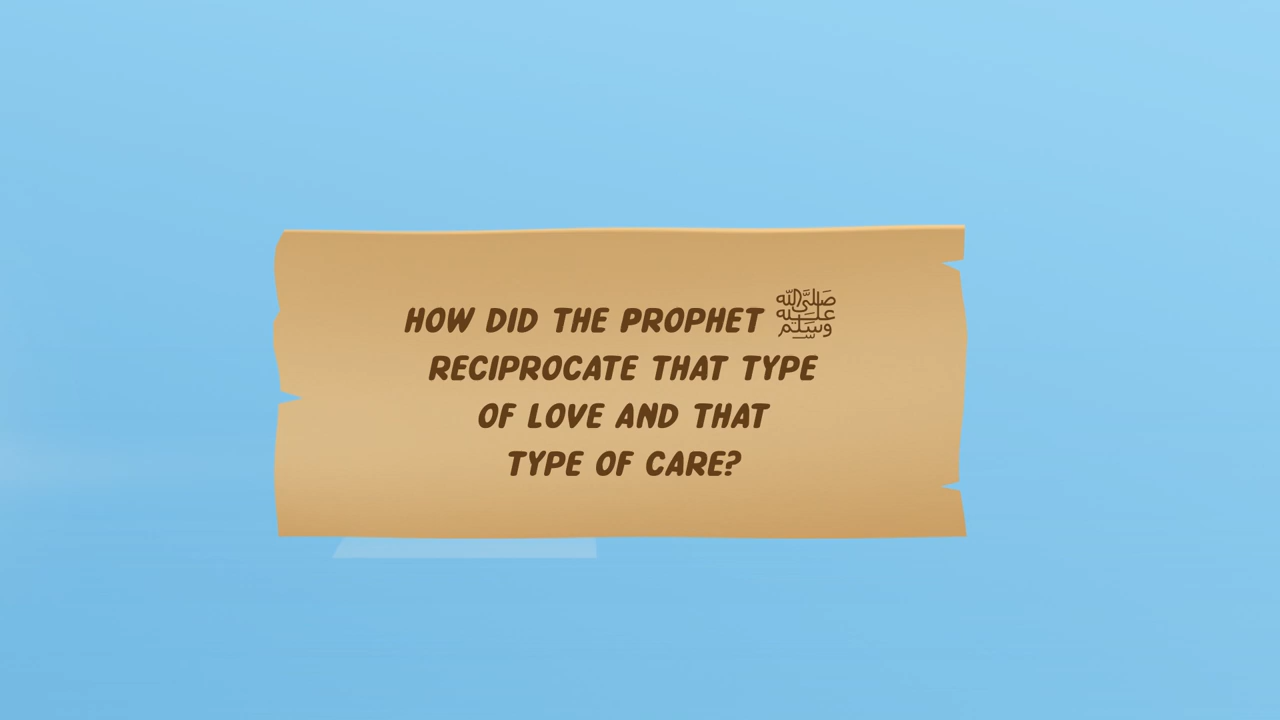 HOW DID THE PROPHET ﷺ
RECIPROCATE THAT TYPE
OF LOVE AND THAT
TYPE OF CARE?